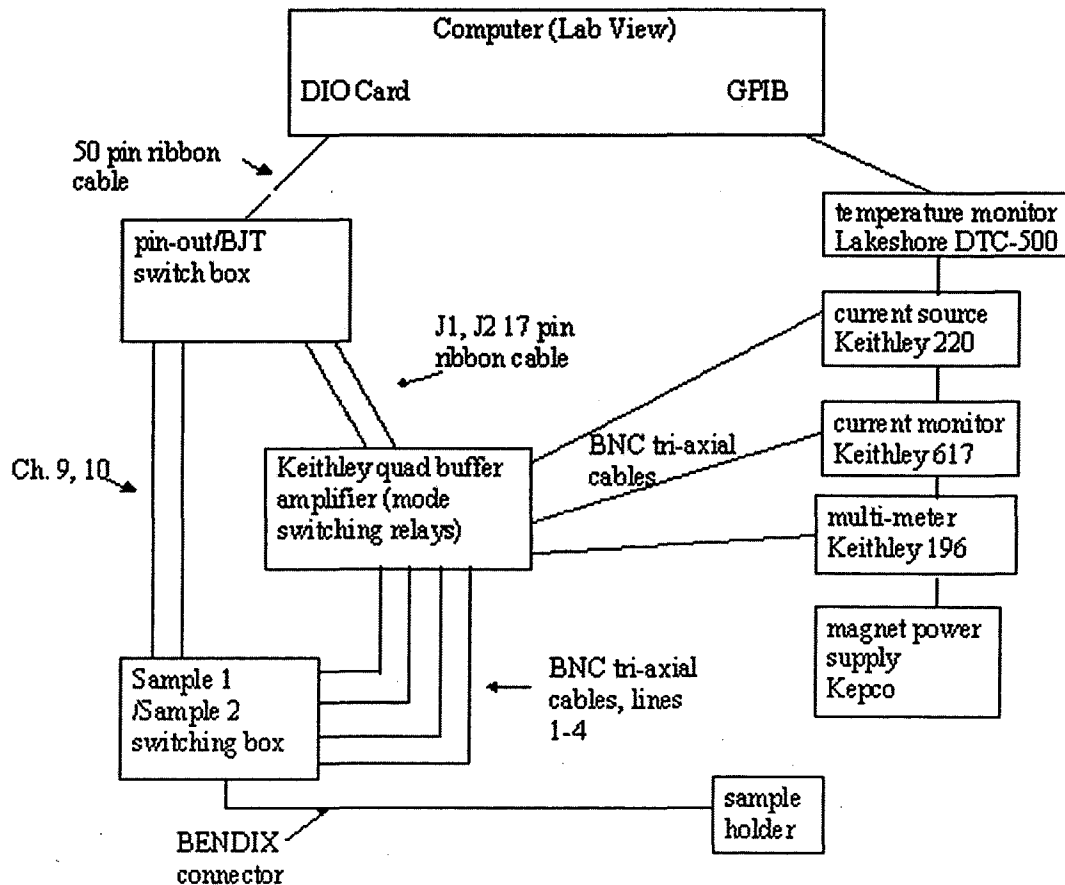 Computer (Lab View)
DIO Card
GPIB
50 pin ribbon
cable
temperature monitor
Lakeshore DTC-500
pin-out/BJT
switch box
current source
Keithley 220
J1, J2 17 pin
ribbon cable
current monitor
Keithley 617
BNC tri-axial
cables
Ch. 9, 10
Keithley quad buffer
amplifier (mode
switching relays)
multi-meter
Keithley 196
magnet power
supply
Kepco
Sample 1
/Sample 2
switching box
BNC tri-axial
cables, lines
1-4
sample
holder
BENDIX
connector